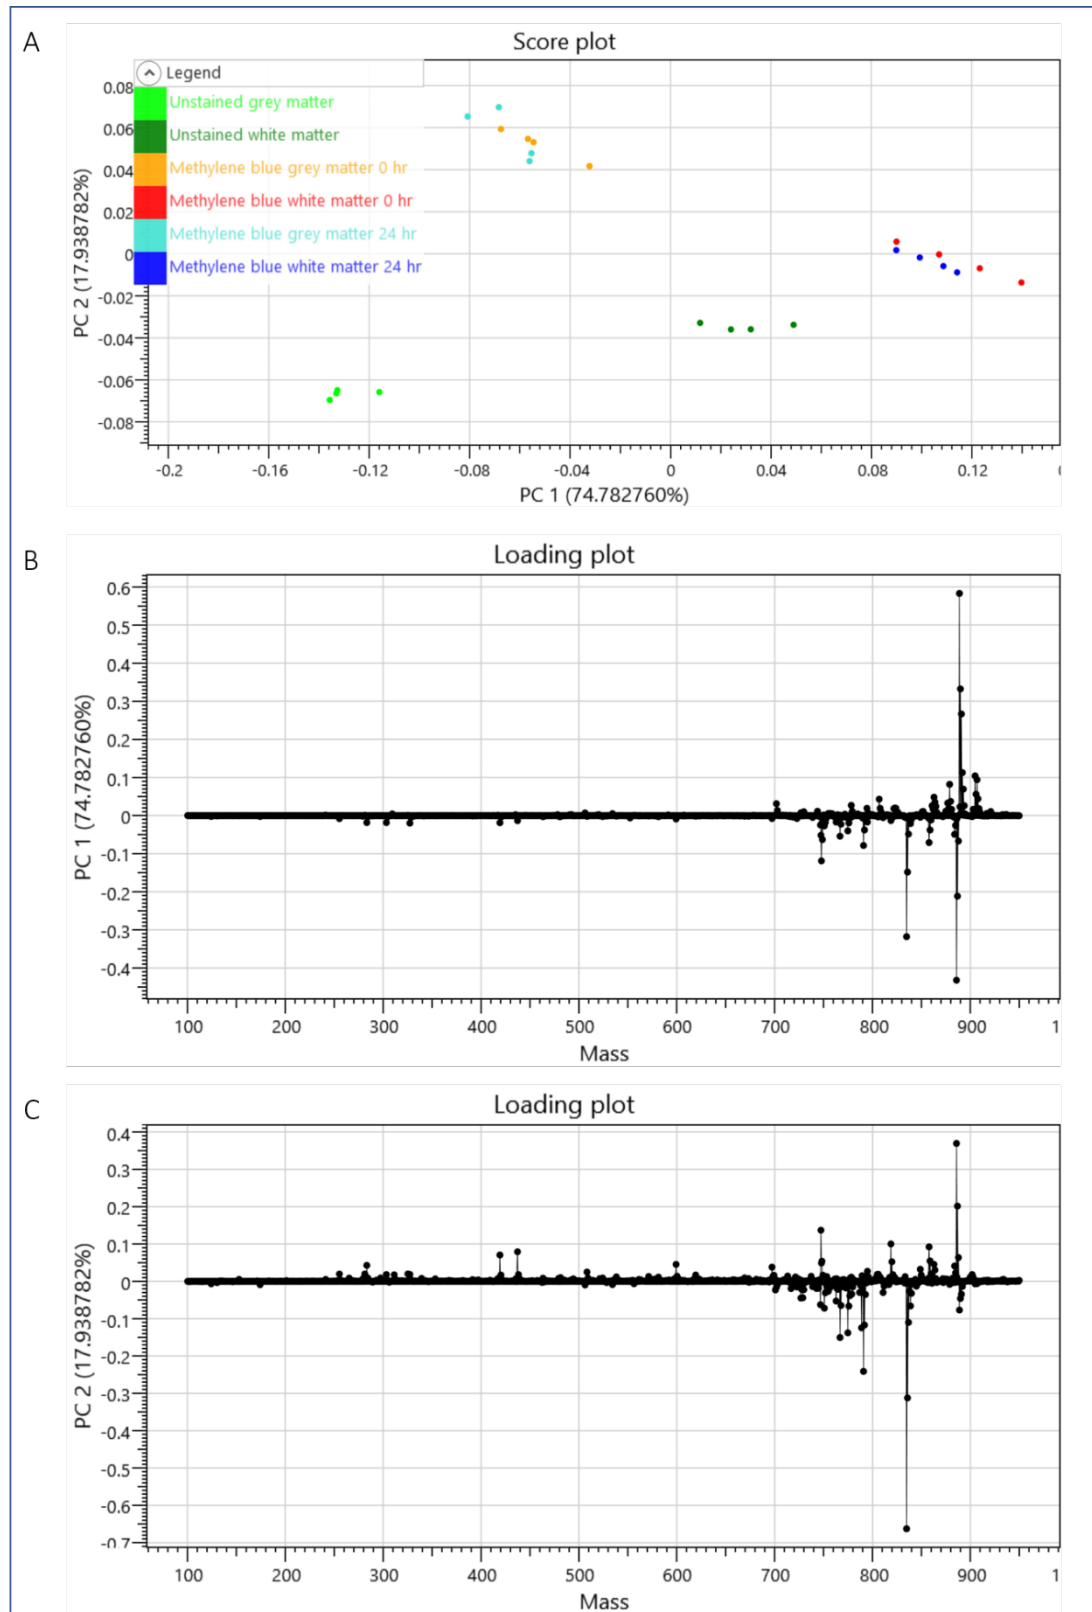 A
Score plot
Legend
Unstained grey matter
Unstained white matter
Methylene blue grey matter 0 hr
Methylene blue white matter 0 hr
Methylene blue grey matter 24 hr
Methylene blue white matter 24 hr
0.08
0.06
0.04
0.02
0
-0.02
-0.04
-0.06
-0.08
PC 2 (17.938782%)
-0.2 -0.16 -0.12 -0.08 -0.04 0 0.04 0.08 0.12
PC 1 (74.782760%)
B
Loading plot
0.6
0.5
0.4
0.3
0.2
0.1
0
-0.1
-0.2
-0.3
-0.4
PC 1 (74.782760%)
100 200 300 400 500 600 700 800 900 1
Mass
C
Loading plot
0.4
0.3
0.2
0.1
0
-0.1
-0.2
-0.3
-0.4
-0.5
-0.6
-0.7
PC 2 (17.938782%)
100 200 300 400 500 600 700 800 900 1
Mass